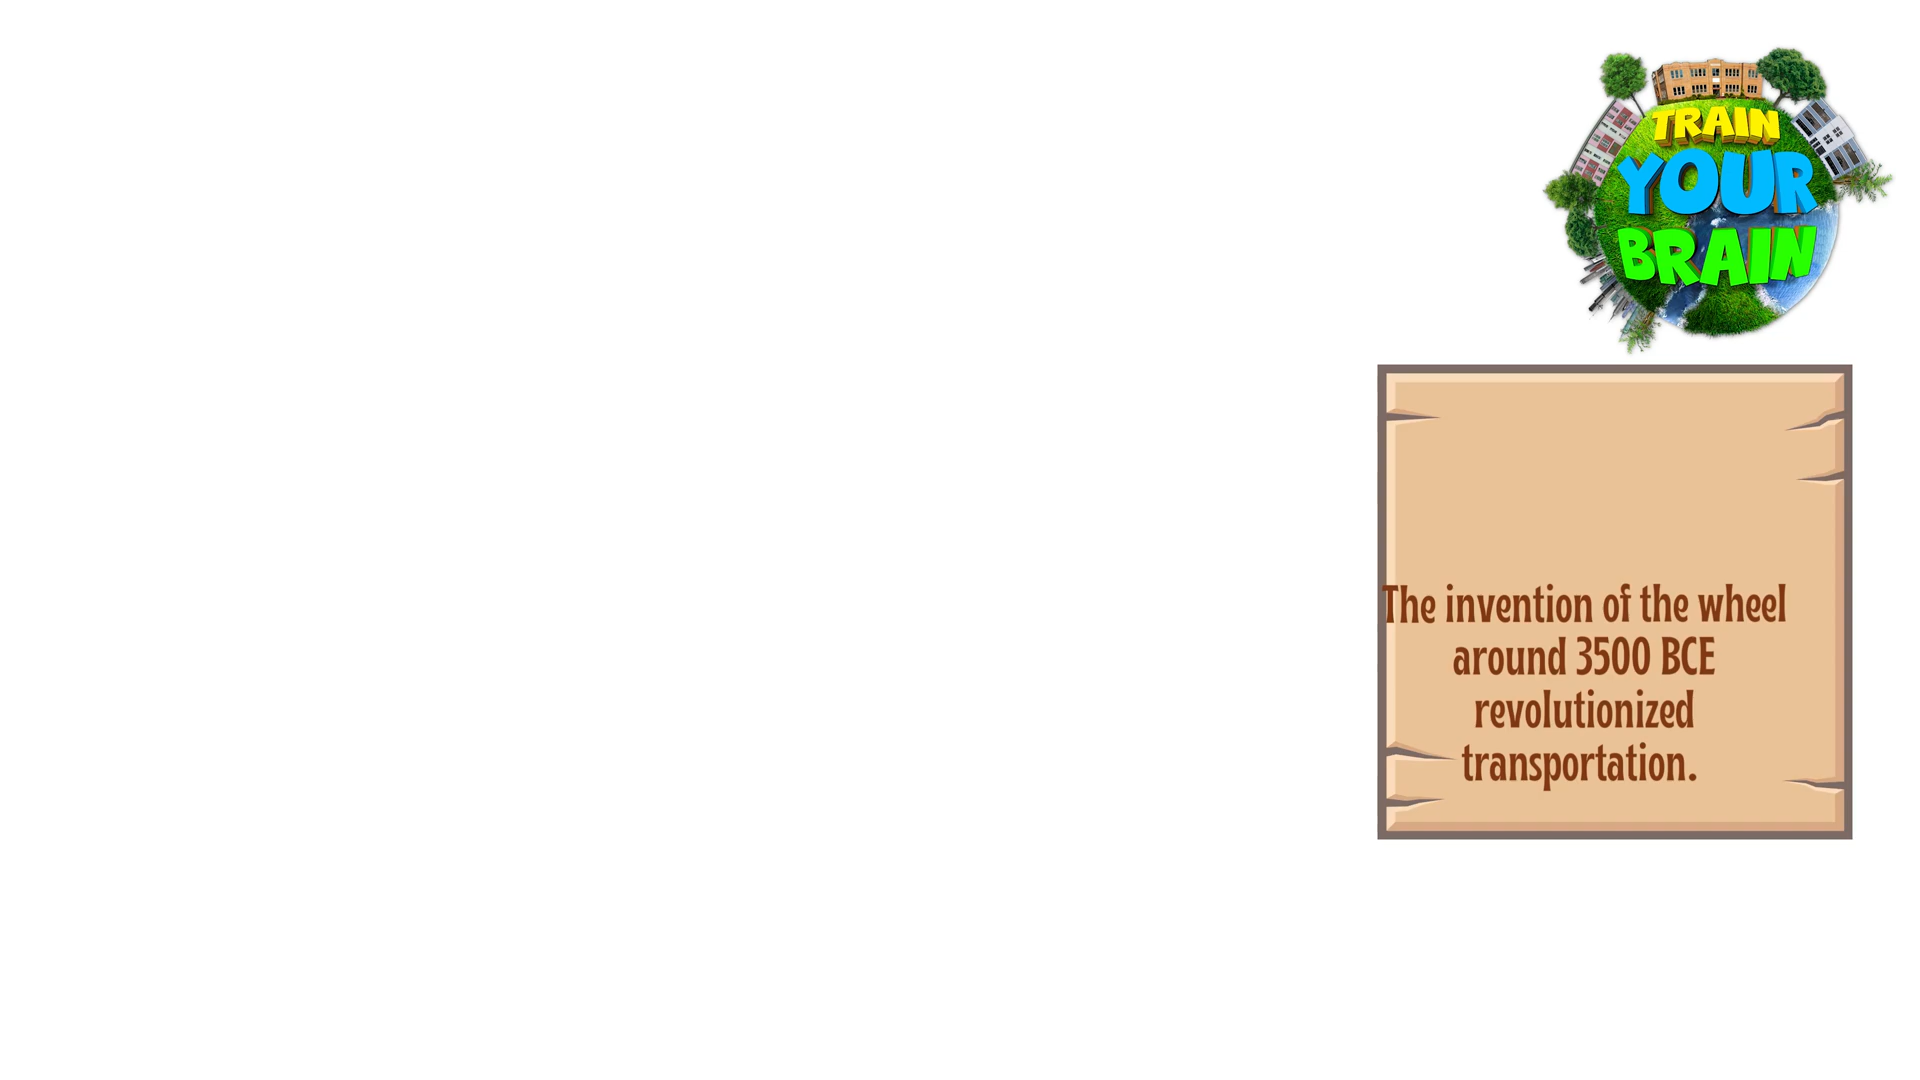 TRAIN
YOUR
BRAIN
The invention of the wheel
around 3500 BCE
revolutionized
transportation.